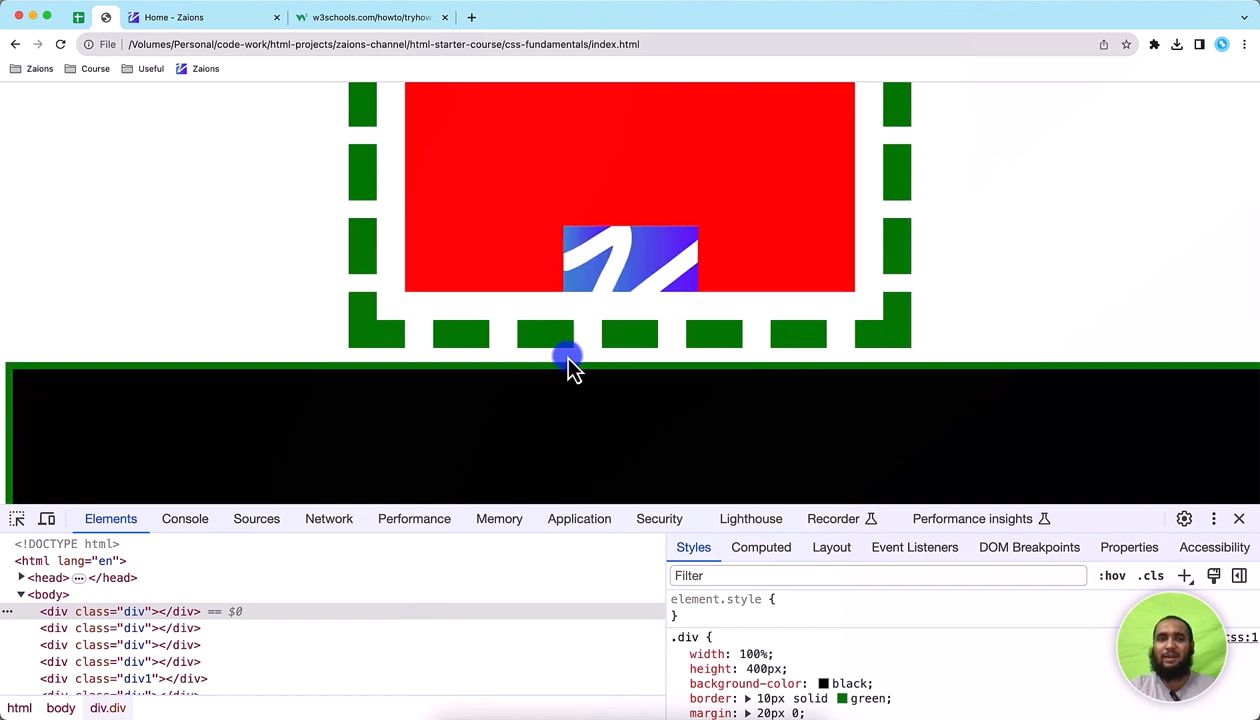 Home - Zaions
w3schools.com/howto/tryhow
File
/Volumes/Personal/code-work/html-projects/zaions-channel/html-starter-course/css-fundamentals/index.html
Zaions Course Useful Zaions
Elements Console Sources Network Performance Memory Application Security Lighthouse Recorder Performance insights
<!DOCTYPE html>
<html lang="en">
<head> ... </head>
<body>
... <div class="div"></div> == $0
<div class="div"></div>
<div class="div"></div>
<div class="div"></div>
<div class="div1"></div>
html body div.div
Styles Computed Layout Event Listeners DOM Breakpoints Properties Accessibility
Filter
:hov .cls
element.style {
}
.div {
css:1
width: 100%;
height: 400px;
background-color: black;
border: 10px solid green;
margin: 20px 0;